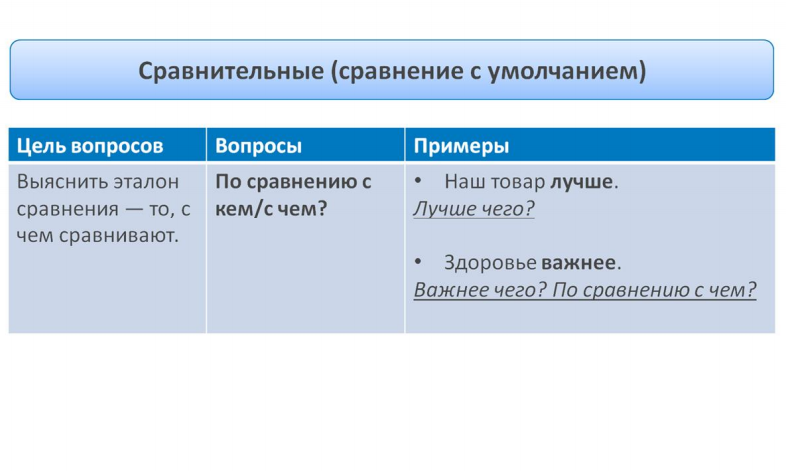 Сравнительные (сравнение с умолчанием)
Цель вопросов
Вопросы
Примеры
Выяснить эталон
сравнения — то, с
чем сравнивают.
По сравнению с
кем/с чем?
• Наш товар лучше.
Лучше чего?
• Здоровье важнее.
Важнее чего? По сравнению с чем?